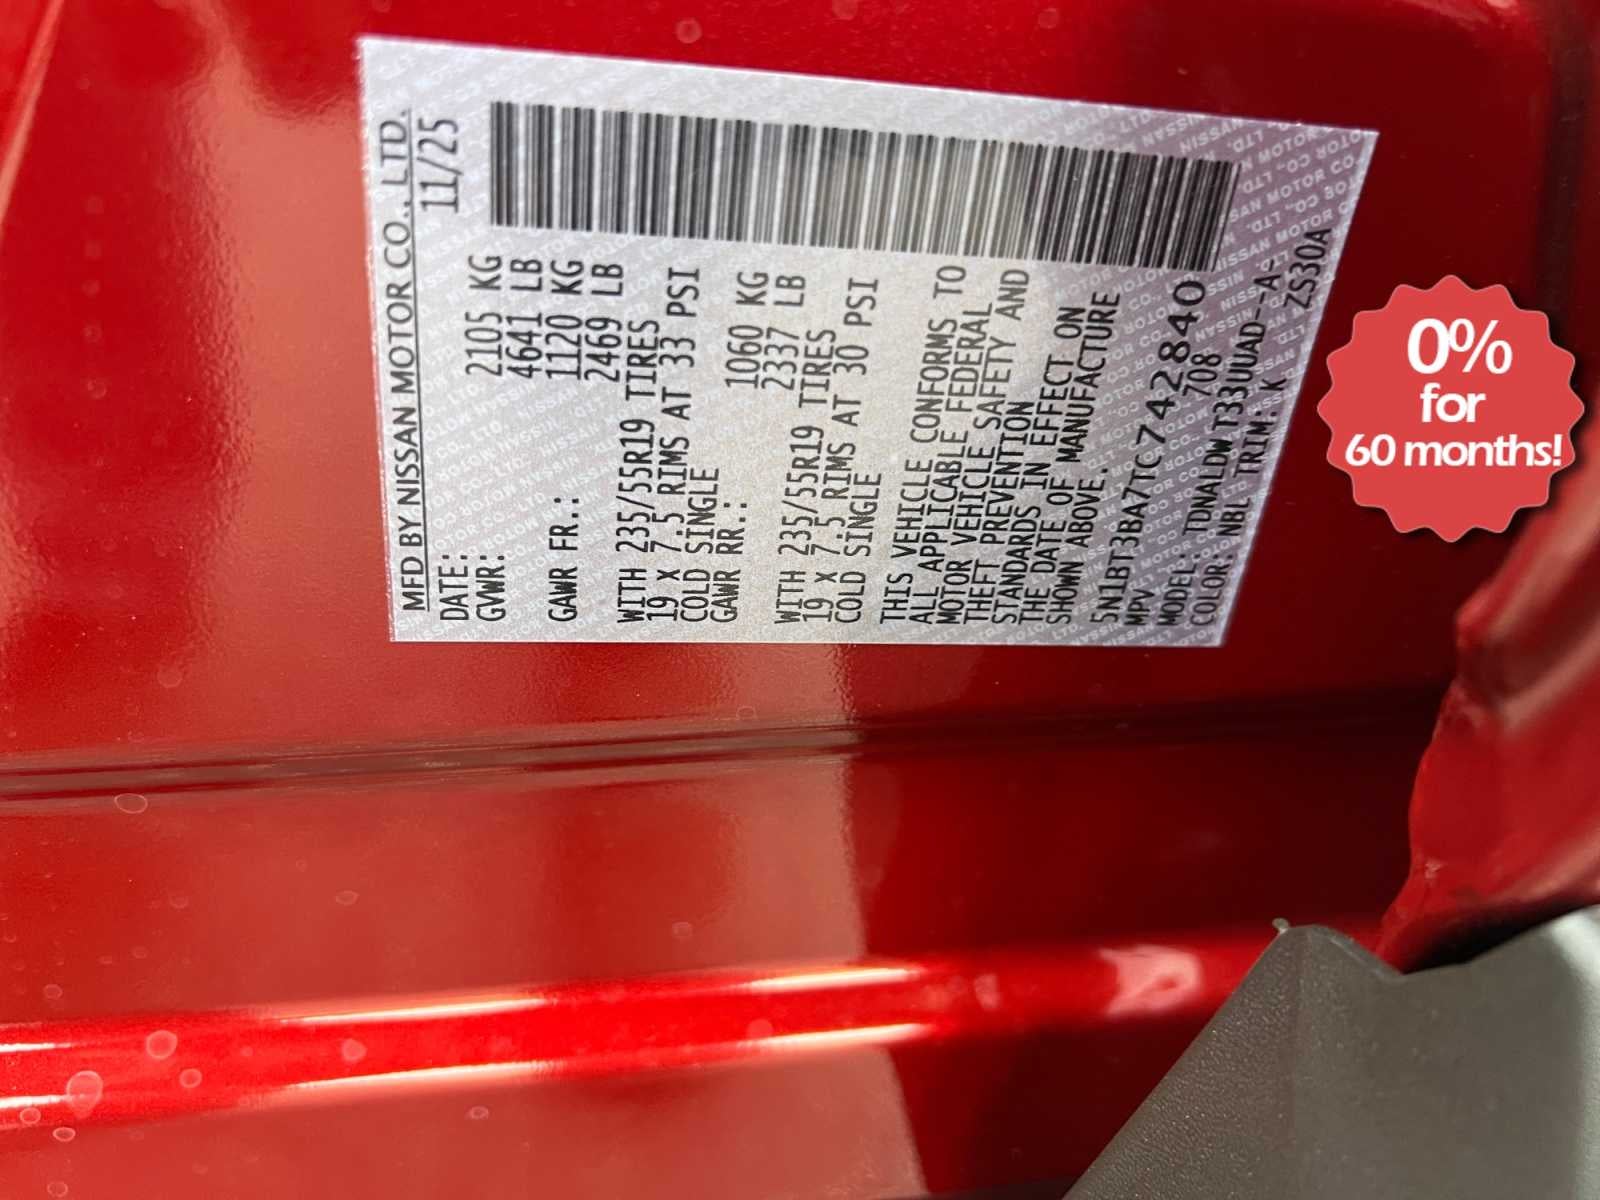 MFD BY NISSAN MOTOR CO., LTD.
DATE: 11/25
GVWR: 2105 KG
4641 LB
GAWR FR.: 1120 KG
2469 LB
WITH 235/55R19 TIRES
19 X 7.5 RIMS AT 33 PSI
COLD SINGLE
GAWR RR.: 1060 KG
2337 LB
WITH 235/55R19 TIRES
19 X 7.5 RIMS AT 30 PSI
COLD SINGLE
THIS VEHICLE CONFORMS TO
ALL APPLICABLE FEDERAL
MOTOR VEHICLE SAFETY AND
THEFT PREVENTION
STANDARDS IN EFFECT ON
THE DATE OF MANUFACTURE
SHOWN ABOVE.
5N1BT3BA7TC742840
MPV 708
MODEL: TDNALDW T33UUAD--A-
COLOR: NBL TRIM: K ZS30A
0%
for
60 months!